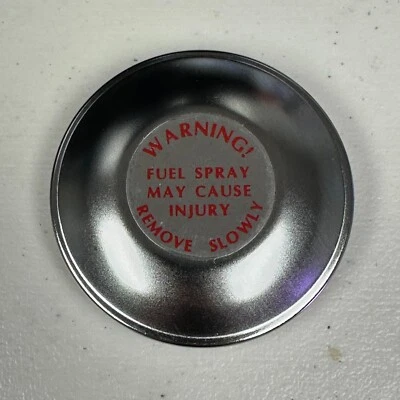 WARNING!
FUEL SPRAY
MAY CAUSE
INJURY
REMOVE SLOWLY